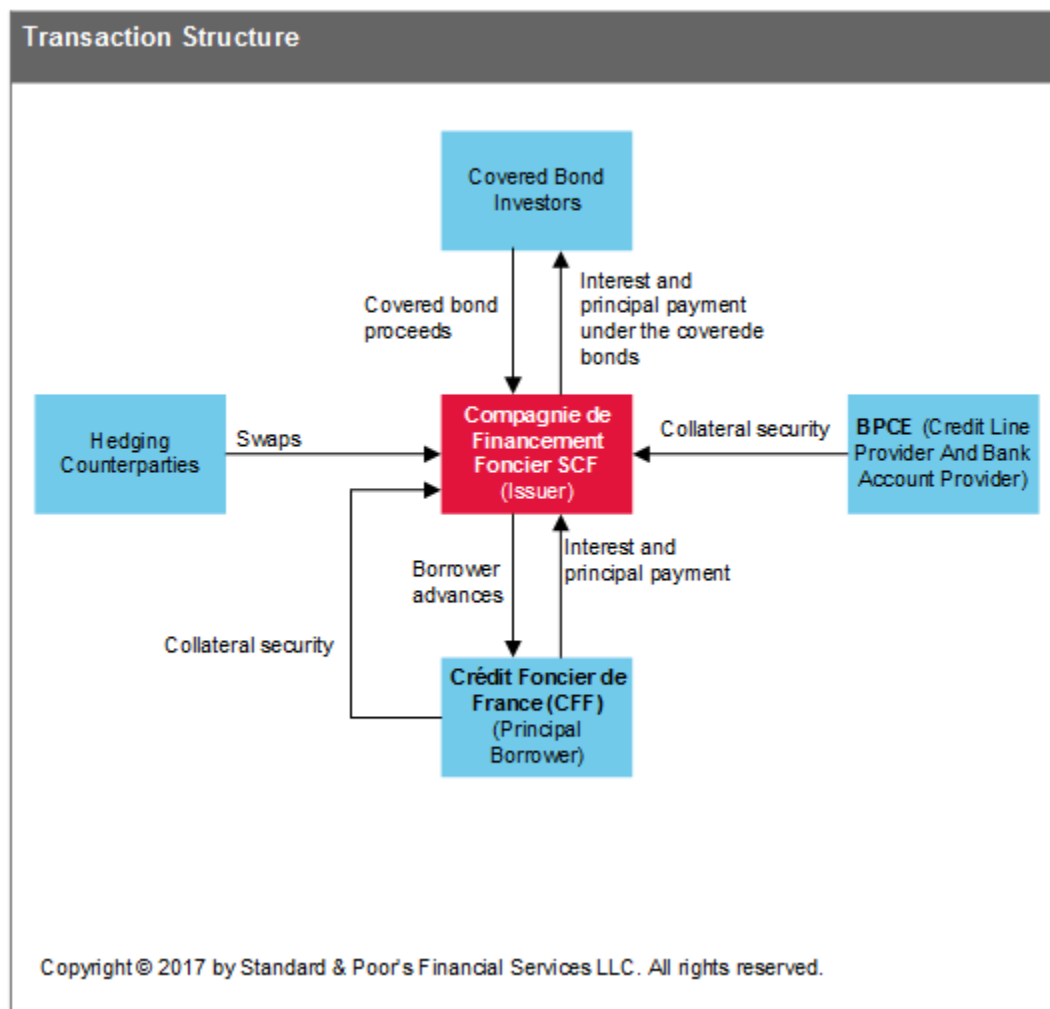 Transaction Structure
Covered Bond
Investors
Covered bond
proceeds
Interest and
principal payment
under the coverede
bonds
Hedging
Counterparties
Swaps
Compagnie de
Financement
Foncier SCF
(Issuer)
Collateral security
BPCE (Credit Line
Provider And Bank
Account Provider)
Borrower
advances
Interest and
principal payment
Collateral security
Crédit Foncier de
France (CFF)
(Principal
Borrower)
Copyright © 2017 by Standard & Poor's Financial Services LLC. All rights reserved.